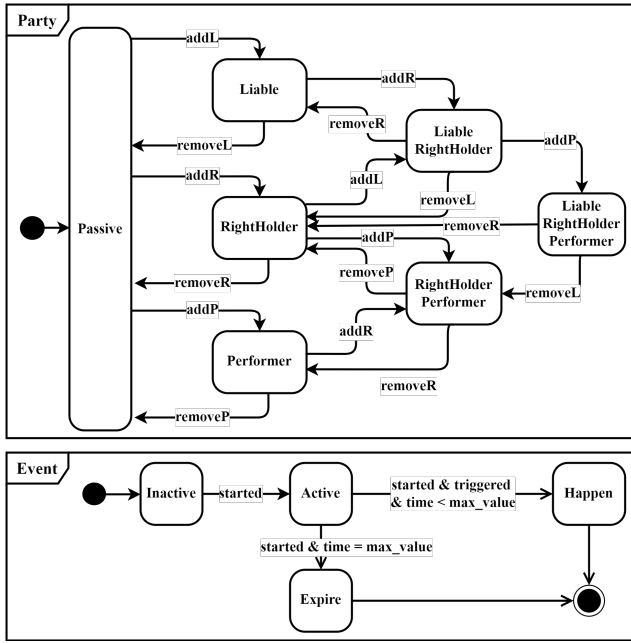 Party
addL
Liable
addR
removeR
Liable
RightHolder
addP
removeL
addR
addL
removeL
Liable
RightHolder
Performer
Passive
RightHolder
removeR
addP
removeP
RightHolder
Performer
removeL
removeR
addP
addR
Performer
removeR
removeP
Event
Inactive
started
Active
started & triggered
& time < max_value
Happen
started & time = max_value
Expire